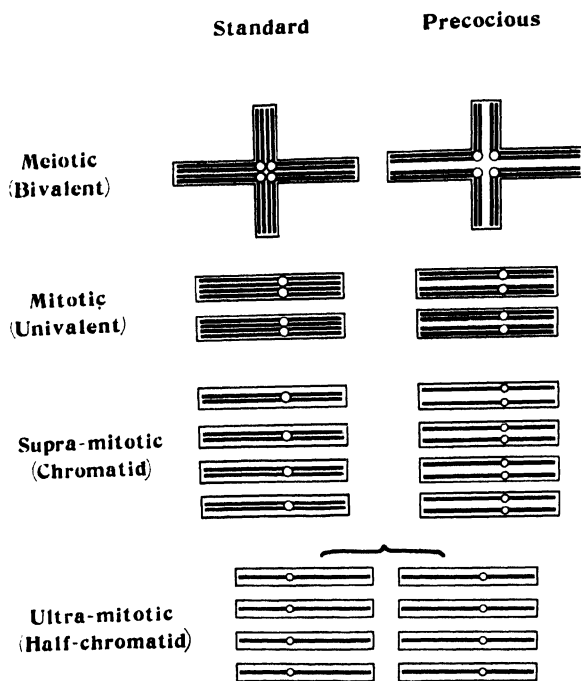 Standard
Precocious
Meiotic
(Bivalent)
Mitotic
(Univalent)
Supra-mitotic
(Chromatid)
Ultra-mitotic
(Half-chromatid)